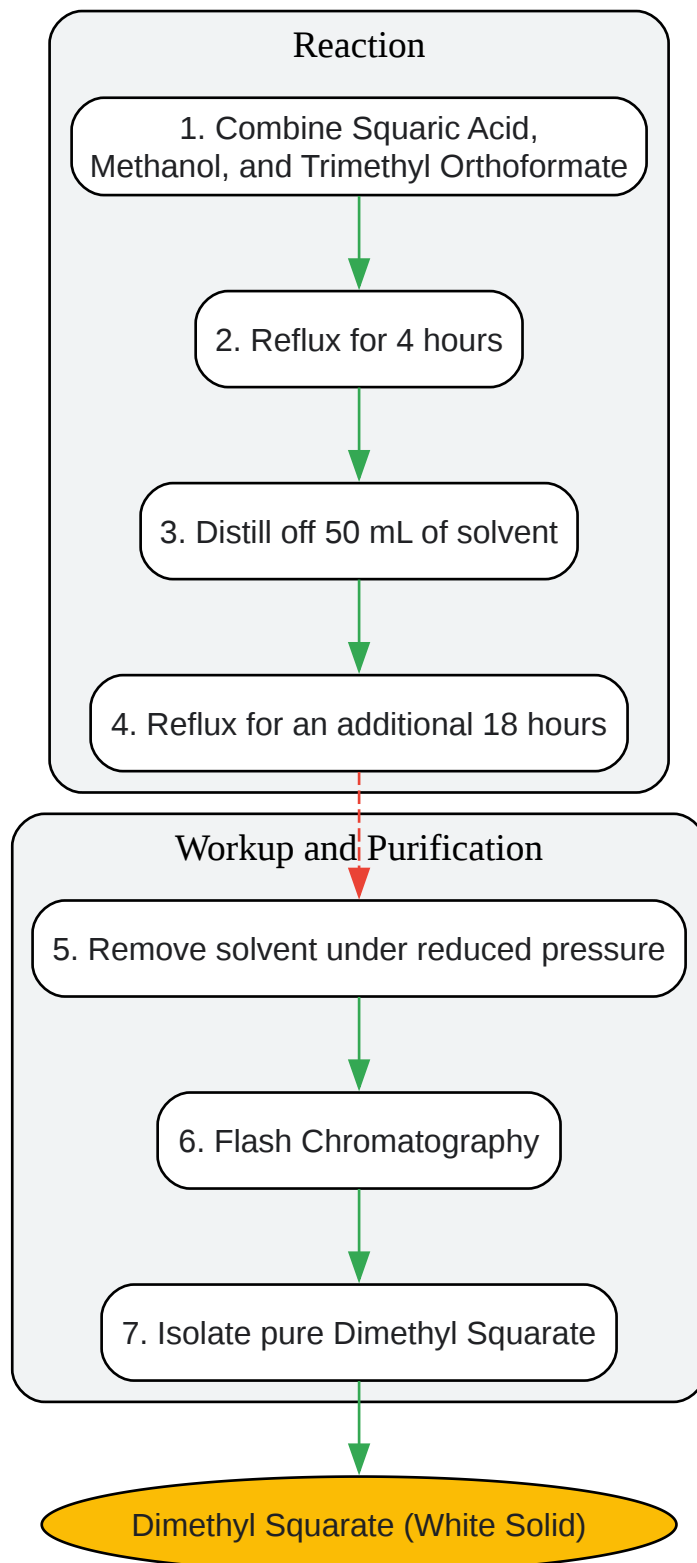 Reaction
1. Combine Squaric Acid,
Methanol, and Trimethyl Orthoformate
2. Reflux for 4 hours
3. Distill off 50 mL of solvent
4. Reflux for an additional 18 hours
Workup and Purification
5. Remove solvent under reduced pressure
6. Flash Chromatography
7. Isolate pure Dimethyl Squarate
Dimethyl Squarate (White Solid)